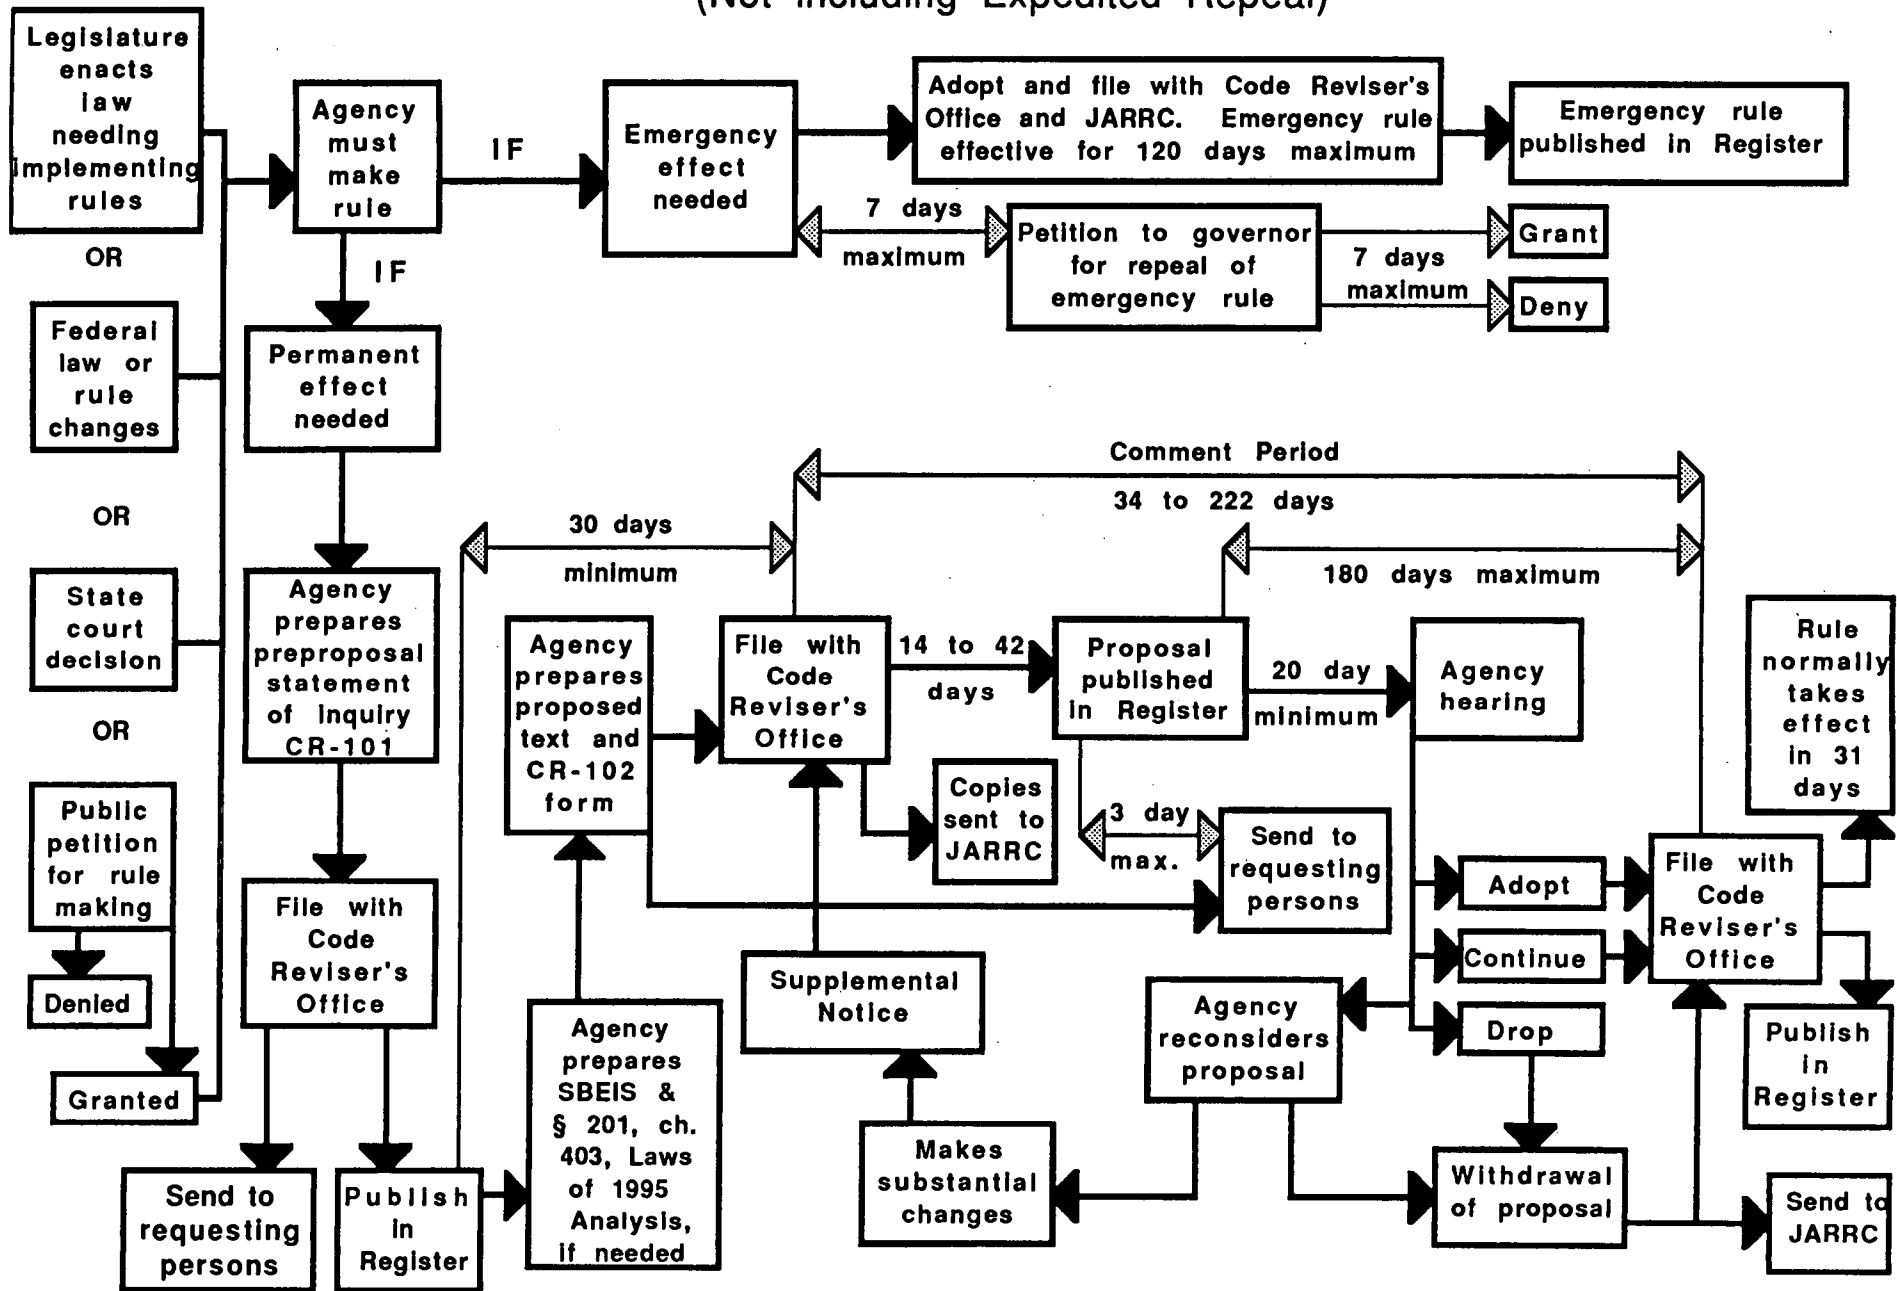 (Not including Expedited Repeal)
Legislature
enacts
law
needing
implementing
rules
OR
Federal
law or
rule
changes
OR
State
court
decision
OR
Public
petition
for rule
making
Denied
Granted
Agency
must
make
rule
IF
IF
Emergency
effect
needed
Adopt and file with Code Reviser's
Office and JARRC. Emergency rule
effective for 120 days maximum
Emergency rule
published in Register
7 days
maximum
Petition to governor
for repeal of
emergency rule
7 days
maximum
Grant
Deny
Permanent
effect
needed
Agency
prepares
preproposal
statement
of inquiry
CR-101
File with
Code
Reviser's
Office
Send to
requesting
persons
Publish
in
Register
30 days
minimum
Agency
prepares
SBEIS &
§ 201, ch.
403, Laws
of 1995
Analysis,
if needed
Agency
prepares
proposed
text and
CR-102
form
File with
Code
Reviser's
Office
Copies
sent to
JARRC
14 to 42
days
Comment Period
34 to 222 days
180 days maximum
Proposal
published
in Register
3 day
max.
Send to
requesting
persons
20 day
minimum
Agency
hearing
Adopt
Continue
Drop
Agency
reconsiders
proposal
Makes
substantial
changes
Supplemental
Notice
Withdrawal
of proposal
File with
Code
Reviser's
Office
Rule
normally
takes
effect
in 31
days
Publish
in
Register
Send to
JARRC